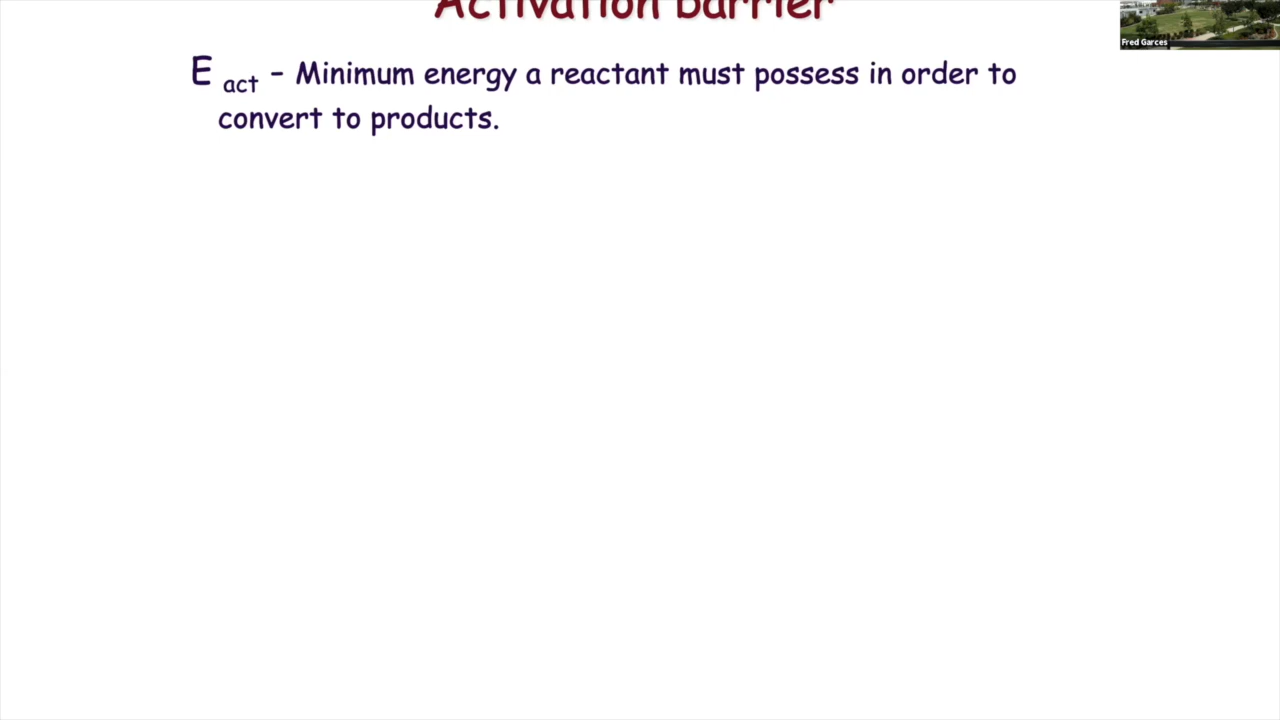 Activation barrier
Fred Garces
E act - Minimum energy a reactant must possess in order to
convert to products.